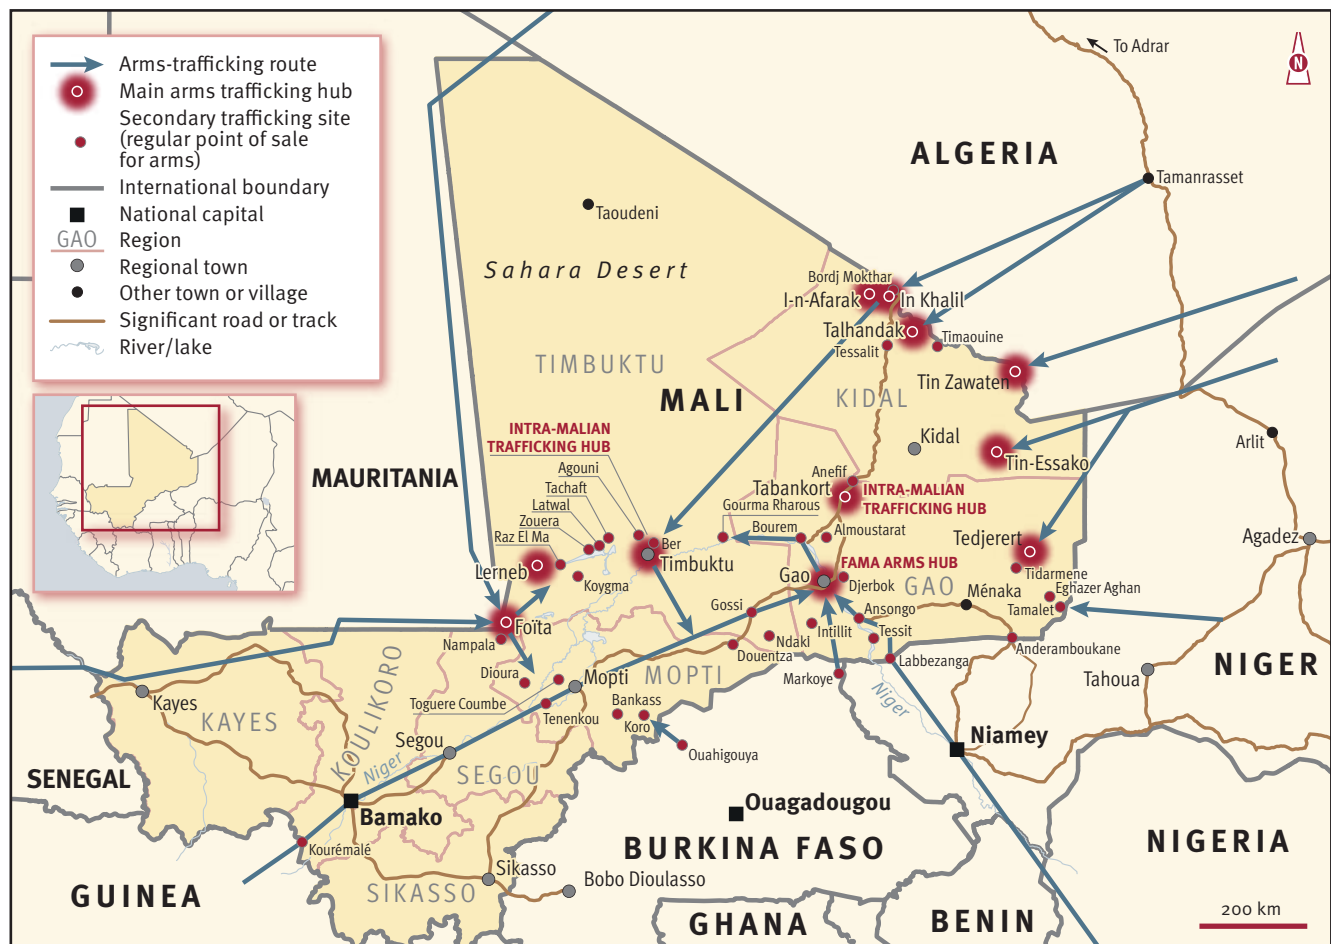 Arms-trafficking route
Main arms trafficking hub
Secondary trafficking site
(regular point of sale
for arms)
International boundary
National capital
GAO
Region
Regional town
Other town or village
Significant road or track
River/lake
To Adrar
N
ALGERIA
Tamanrasset
Taoudeni
Sahara Desert
Bordj Mokthar
I-n-Afarak
In Khalil
Talhandak
Timaouine
Tessalit
TIMBUKTU
Tin Zawaten
MALI
KIDAL
INTRA-MALIAN
TRAFFICKING HUB
Kidal
Arlit
MAURITANIA
Agouni
Tachaft
Latwal
Zouera
Raz El Ma
Tin-Essako
Anefif
Tabankort
INTRA-MALIAN
TRAFFICKING HUB
Gourma Rharous
Bourem
Almoustarat
Tedjerert
Agadez
Ber
Timbuktu
Lerneb
Koygma
FAMA ARMS HUB
Gao
Djerbok
GAO
Tidarmene
Eghazer Aghan
Ménaka
Tamalet
Gossi
Ansongo
Foïta
Nampala
Intillit
Tessit
Ndaki
Douentza
Anderamboukane
Labbezanga
NIGER
Dioura
Mopti
MOPTI
Markoye
Tahoua
Toguere Coumbe
Bankass
Tenenkou
Koro
Niger
Kayes
KAYES
KOULIKORO
Segou
Ouahigouya
Niamey
Niger
SEGOU
SENEGAL
Bamako
Ouagadougou
Kourémalé
BURKINA FASO
NIGERIA
Sikasso
SIKASSO
Bobo Dioulasso
GUINEA
GHANA
BENIN
200 km